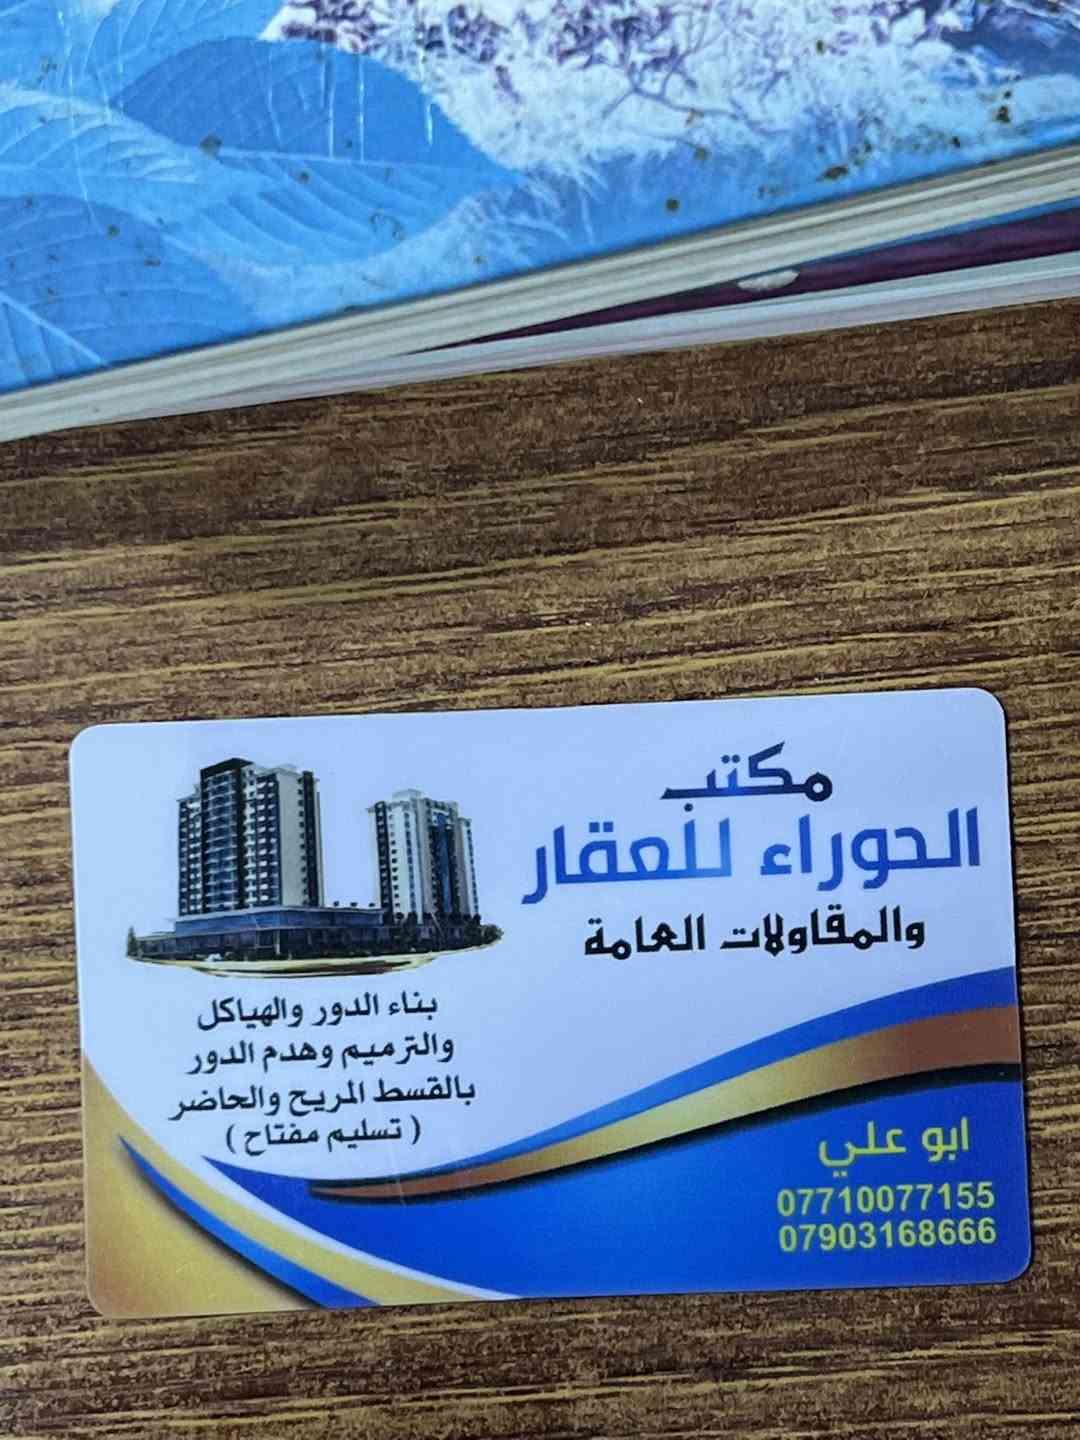 مكتب
الحوراء للعقار
والمقاولات العامة
بناء الدور والهياكل
والترميم وهدم الدور
بالقسط المريح والحاضر
( تسليم مفتاح )
ابو علي
07710077155
07903168666